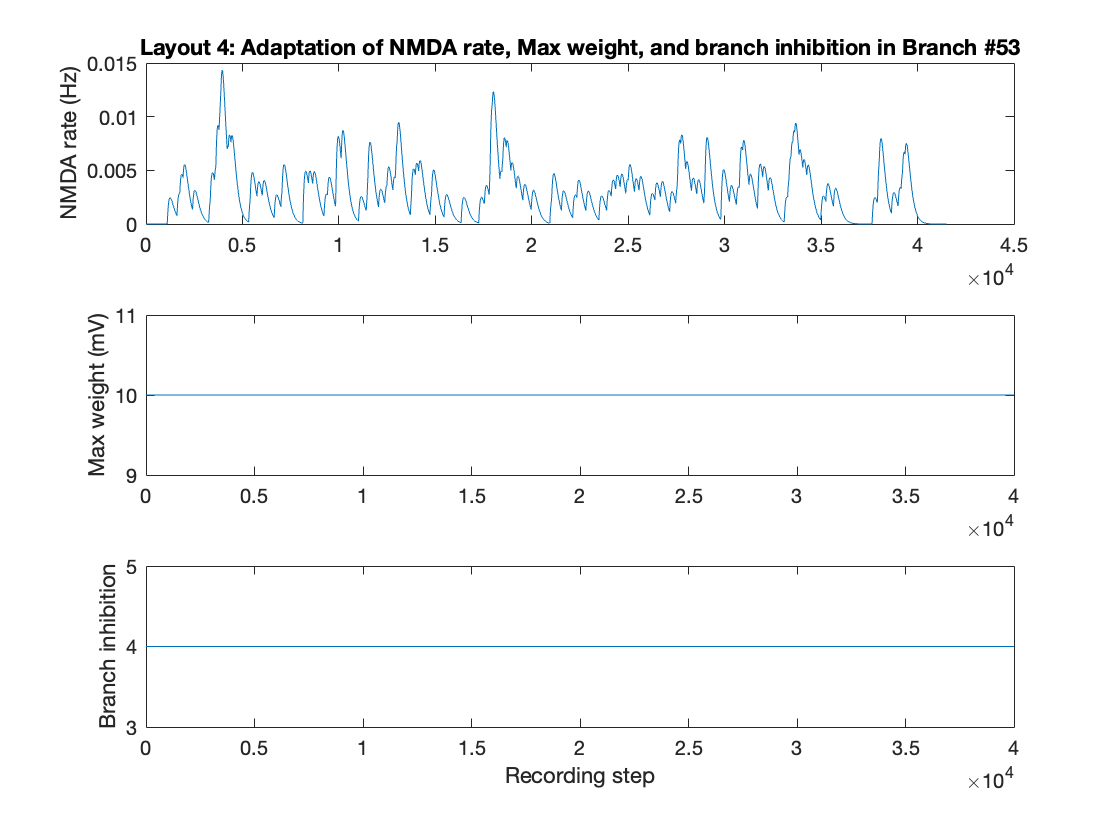 Layout 4: Adaptation of NMDA rate, Max weight, and branch inhibition in Branch #53
NMDA rate (Hz)
0.015
0.01
0.005
0
0 0.5 1 1.5 2 2.5 3 3.5 4 4.5
×10^4
Max weight (mV)
11
10
9
0 0.5 1 1.5 2 2.5 3 3.5 4
×10^4
Branch inhibition
5
4
3
0 0.5 1 1.5 2 2.5 3 3.5 4
Recording step
×10^4